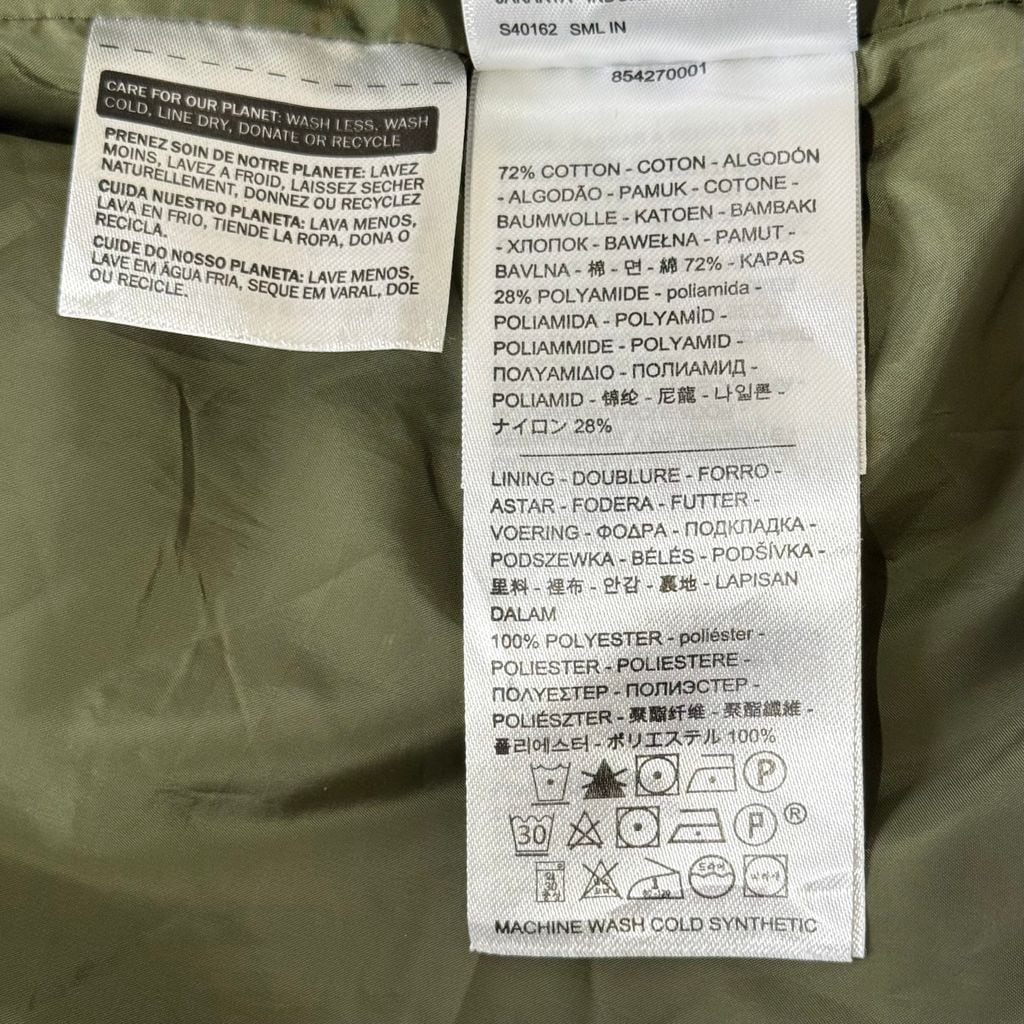 S40162 SML IN
854270001
CARE FOR OUR PLANET: WASH LESS, WASH
COLD, LINE DRY, DONATE OR RECYCLE
PRENEZ SOIN DE NOTRE PLANETE: LAVEZ
MOINS, LAVEZ A FROID, LAISSEZ SECHER
NATURELLEMENT, DONNEZ OU RECYCLEZ
CUIDA NUESTRO PLANETA: LAVA MENOS,
LAVA EN FRIO, TIENDE LA ROPA, DONA O
RECICLA.
CUIDE DO NOSSO PLANETA: LAVE MENOS,
LAVE EM ÁGUA FRIA, SEQUE EM VARAL, DOE
OU RECICLE.
72% COTTON - COTON - ALGODÓN
- ALGODÃO - PAMUK - COTONE -
BAUMWOLLE - KATOEN - BAMBAKI
- ХЛОПОК - BAWEŁNA - PAMUT -
BAVLNA - 棉 - 면 - 綿 72% - KAPAS
28% POLYAMIDE - poliamida -
POLIAMIDA - POLYAMİD -
POLIAMMIDE - POLYAMID -
ΠΟΛΥΑΜΙΔΙΟ - ПОЛИАМИД -
POLIAMID - 锦纶 - 尼龍 - 나일론 -
ナイロン 28%
LINING - DOUBLURE - FORRO -
ASTAR - FODERA - FUTTER -
VOERING - ΦΟΔΡΑ - ПОДКЛАДКА -
PODSZEWKA - BÉLÉS - PODŠÍVKA -
里料 - 裡布 - 안감 - 裏地 - LAPISAN
DALAM
100% POLYESTER - poliéster -
POLIESTER - POLIESTERE -
ΠΟΛΥΕΣΤΕΡ - ПОЛИЭСТЕР -
POLIÉSZTER - 聚酯纤维 - 聚酯纖維 -
폴리에스터 - ポリエステル 100%
P
30 P ®
드라이
MACHINE WASH COLD SYNTHETIC